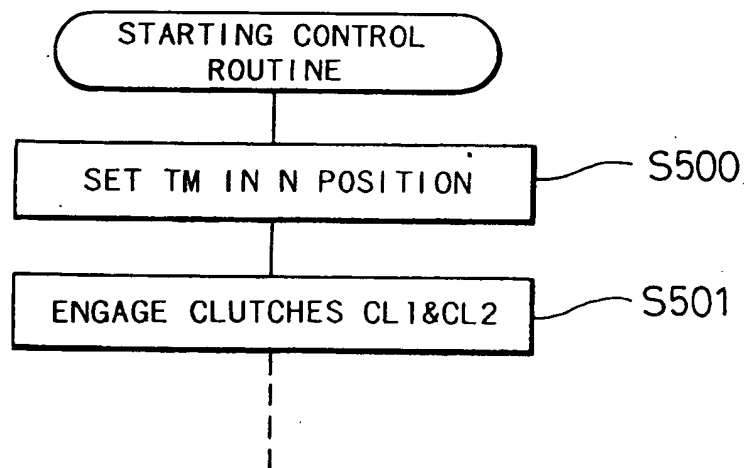 STARTING CONTROL
ROUTINE
SET TM IN N POSITION
S500
ENGAGE CLUTCHES CL1&CL2
S501